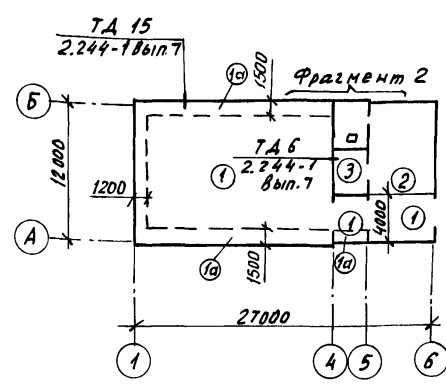 ТД 15
2.244-1 Вып.7
1а
1500
Фрагмент 2
Б
12000
1200
1
ТД 6
2.244-1
Вып.7
3
2
1
1
4000
А
1а
1500
1а
27000
1
4
5
6